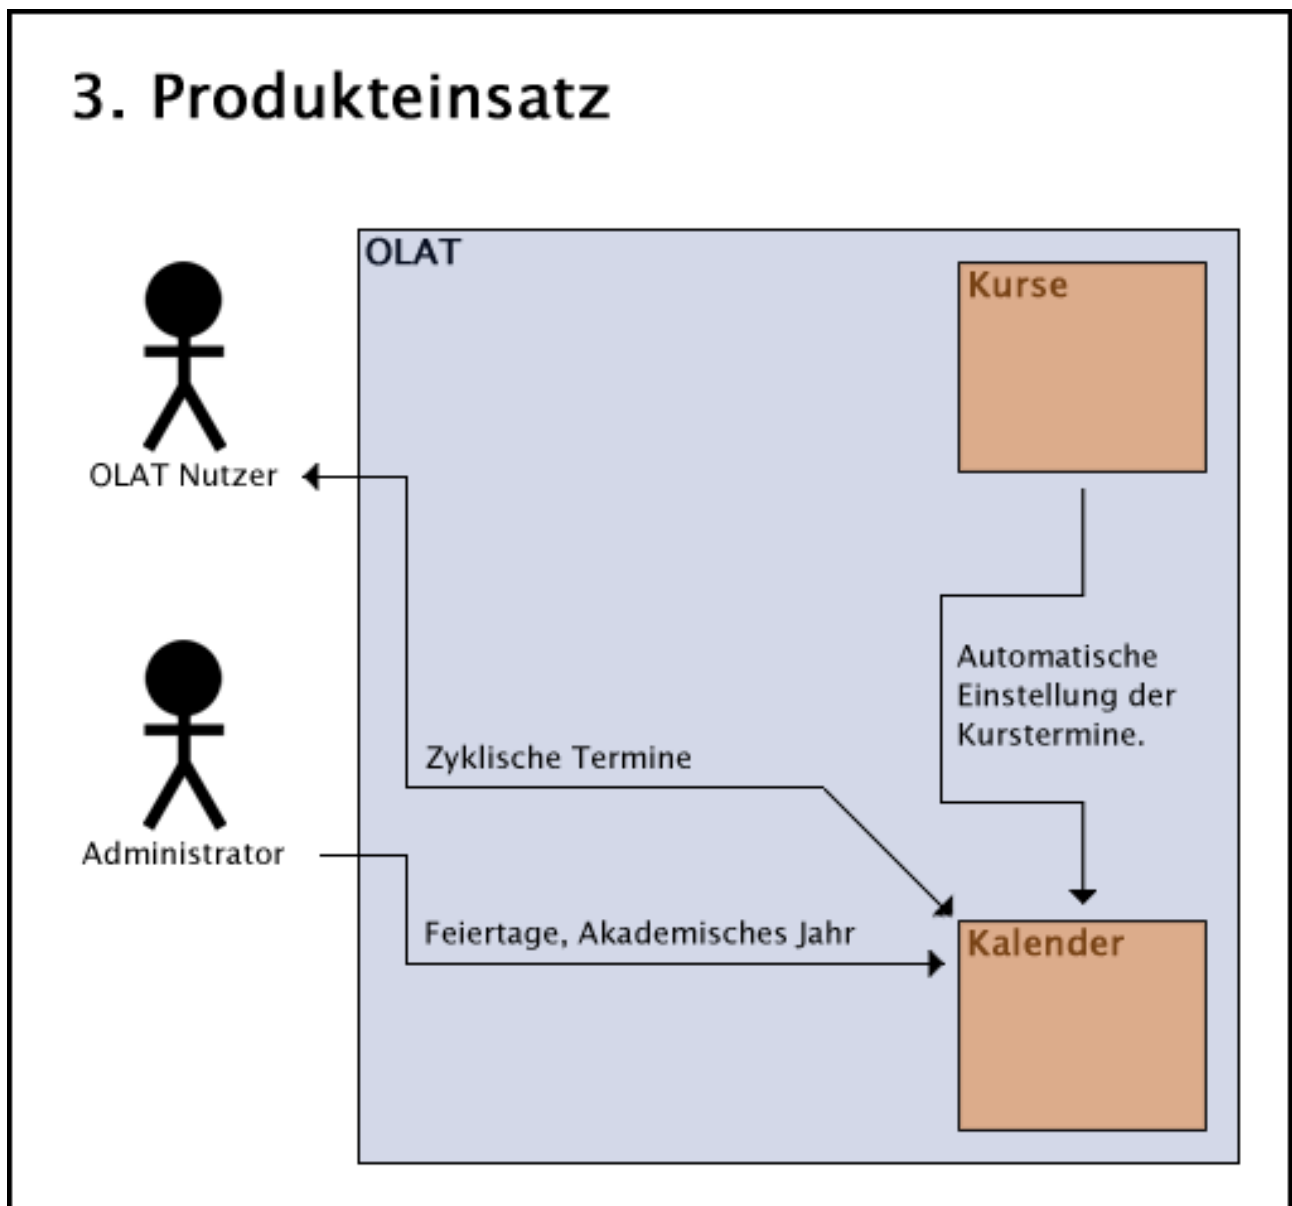 3. Produkteinsatz
OLAT
Kurse
OLAT Nutzer
Automatische
Einstellung der
Kurstermine.
Zyklische Termine
Administrator
Feiertage, Akademisches Jahr
Kalender